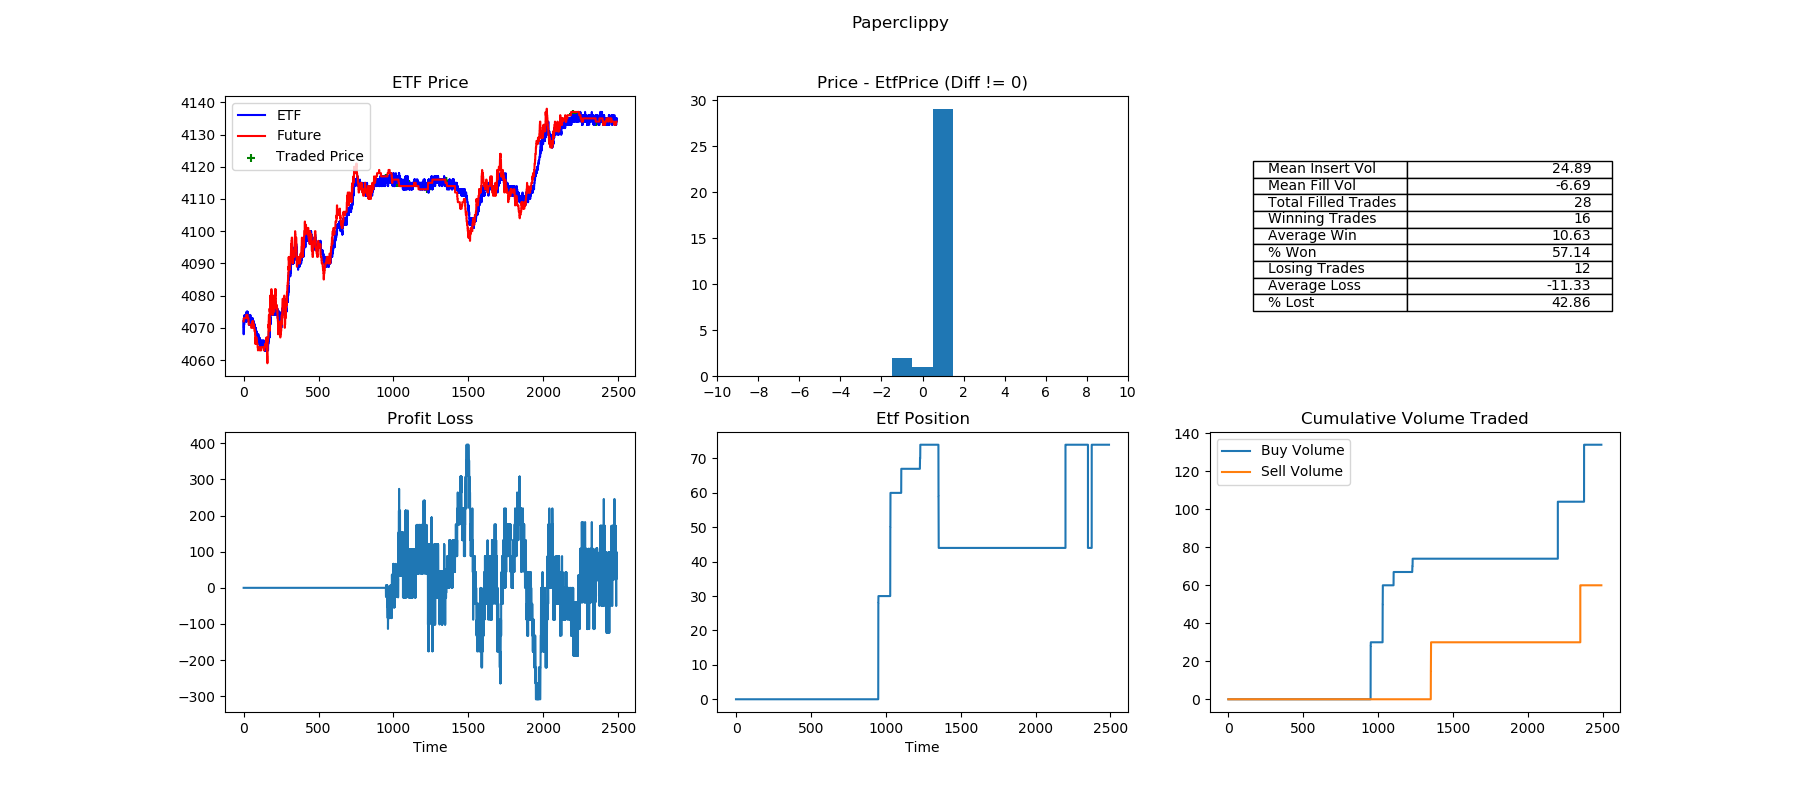 Paperclippy
ETF Price
4140
4130
4120
4110
4100
4090
4080
4070
4060
ETF
Future
Traded Price
0 500 1000 1500 2000 2500
Price - EtfPrice (Diff != 0)
30
25
20
15
10
5
0
−10 −8 −6 −4 −2 0 2 4 6 8 10
Mean Insert Vol 24.89
Mean Fill Vol -6.69
Total Filled Trades 28
Winning Trades 16
Average Win 10.63
% Won 57.14
Losing Trades 12
Average Loss -11.33
% Lost 42.86
Profit Loss
400
300
200
100
0
−100
−200
−300
0 500 1000 1500 2000 2500
Time
Etf Position
70
60
50
40
30
20
10
0
0 500 1000 1500 2000 2500
Time
Cumulative Volume Traded
140
120
100
80
60
40
20
0
Buy Volume
Sell Volume
0 500 1000 1500 2000 2500